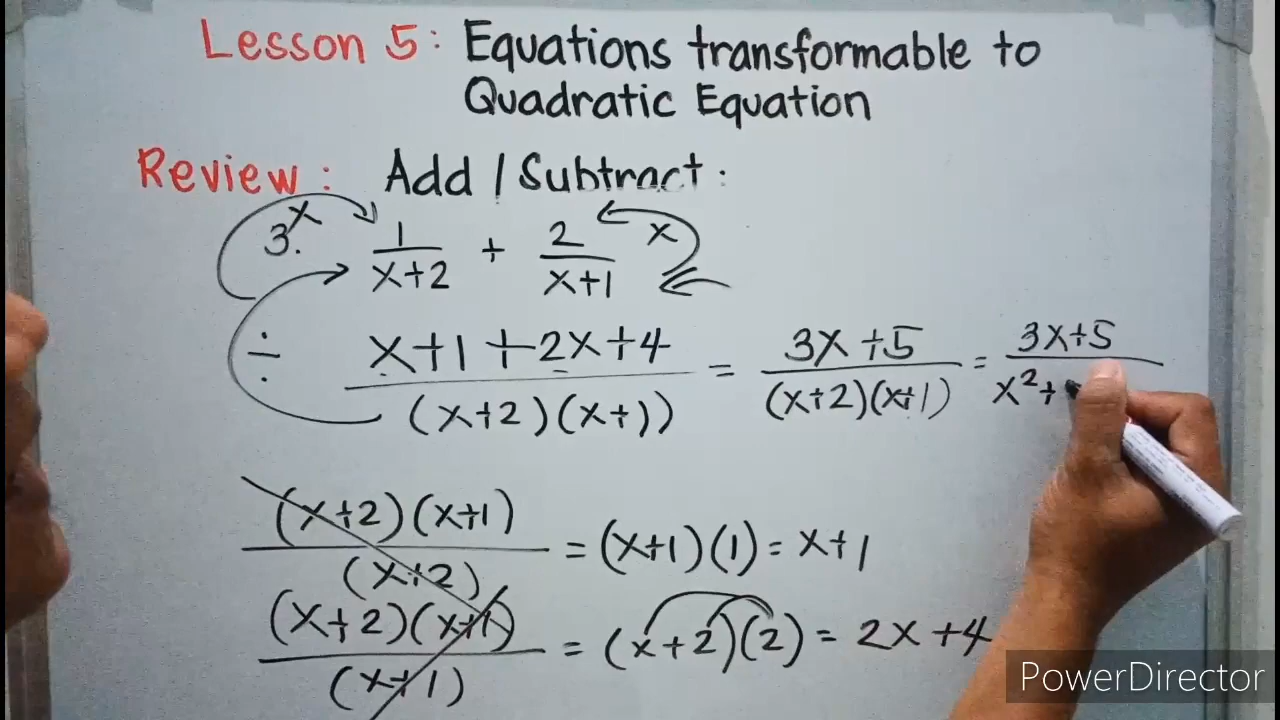 Lesson 5: Equations transformable to
Quadratic Equation
Review: Add / Subtract:
3. 1/(x+2) + 2/(x+1) x x
÷ (x+1+2x+4)/((x+2)(x+1)) = (3x+5)/((x+2)(x+1)) = (3x+5)/(x²+
((x+2)(x+1))/(x+2) = (x+1)(1) = x+1
((x+2)(x+1))/(x+1) = (x+2)(2) = 2x+4
PowerDirector